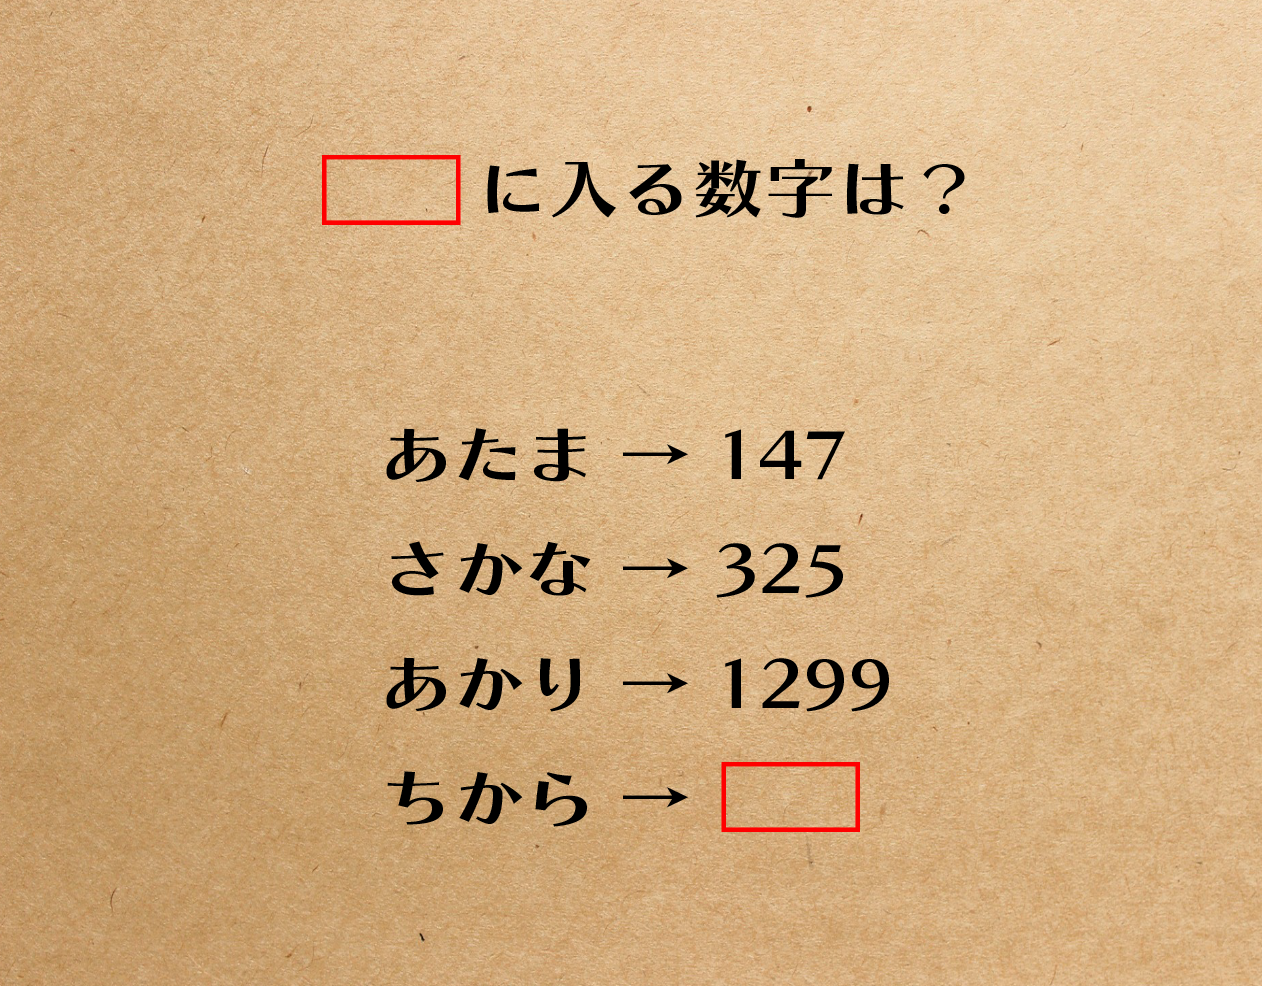 に入る数字は？
あたま → 147
さかな → 325
あかり → 1299
ちから →